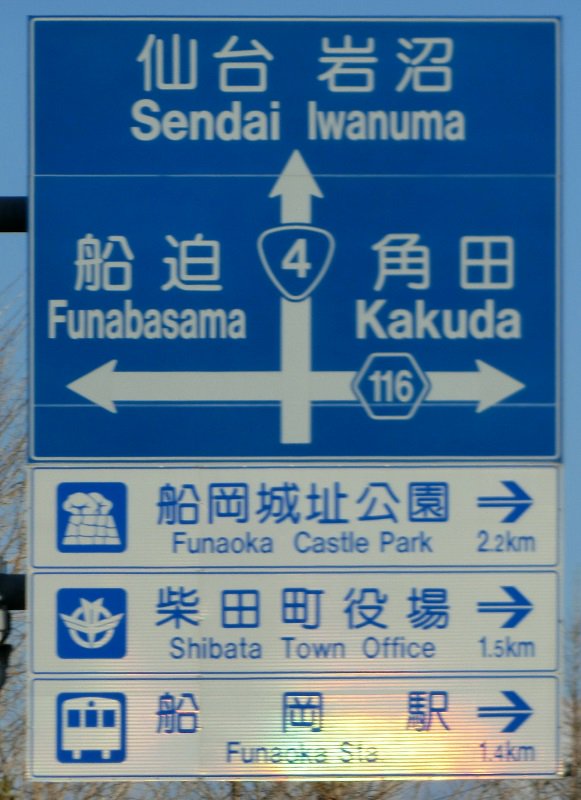 仙台 岩沼
Sendai Iwanuma
4
船迫 角田
Funabasama Kakuda
116
船岡城址公園
Funaoka Castle Park 2.2km
柴田町役場
Shibata Town Office 1.5km
船岡駅
Funaoka Sta. 1.4km